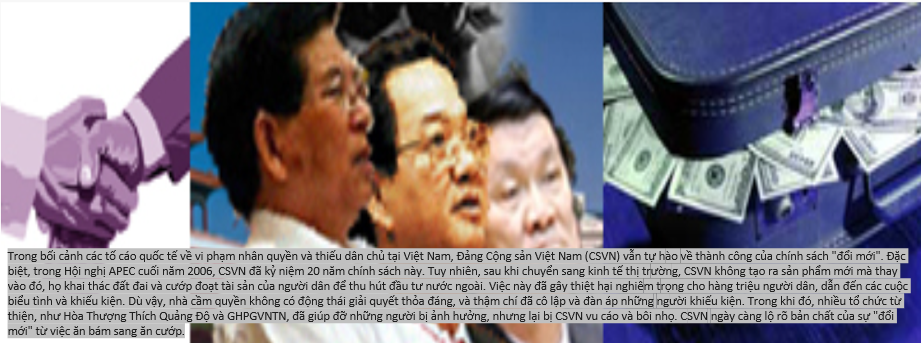 Trong bối cảnh các tố cáo quốc tế về vi phạm nhân quyền và thiếu dân chủ tại Việt Nam, Đảng Cộng sản Việt Nam (CSVN) vẫn tự hào về thành công của chính sách "đổi mới". Đặc
biệt, trong Hội nghị APEC cuối năm 2006, CSVN đã kỷ niệm 20 năm chính sách này. Tuy nhiên, sau khi chuyển sang kinh tế thị trường, CSVN không tạo ra sản phẩm mới mà thay
vào đó, họ khai thác đất đai và cướp đoạt tài sản của người dân để thu hút đầu tư nước ngoài. Việc này đã gây thiệt hại nghiêm trọng cho hàng triệu người dân, dẫn đến các cuộc
biểu tình và khiếu kiện. Dù vậy, nhà cầm quyền không có động thái giải quyết thỏa đáng, và thậm chí đã cô lập và đàn áp những người khiếu kiện. Trong khi đó, nhiều tổ chức từ
thiện, như Hòa Thượng Thích Quảng Độ và GHPGVNTN, đã giúp đỡ những người bị ảnh hưởng, nhưng lại bị CSVN vu cáo và bôi nhọ. CSVN ngày càng lộ rõ bản chất của sự "đổi
mới" từ việc ăn bám sang ăn cướp.